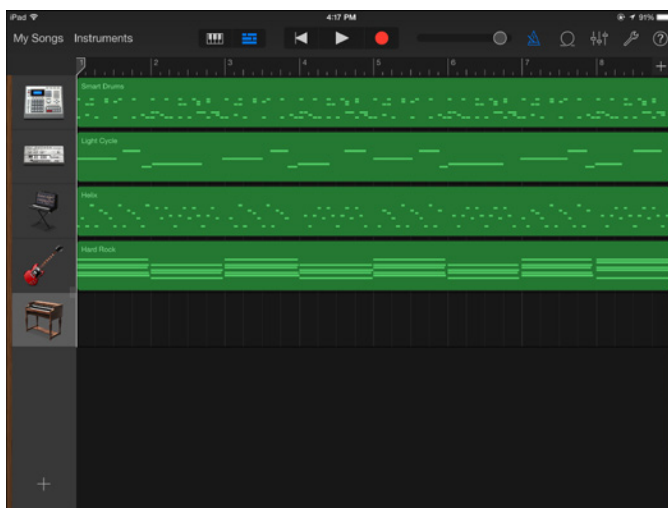 iPad 4:17 PM 91%
My Songs Instruments
1 2 3 4 5 6 7 8
Smart Drums
Light Cycle
Helix
Hard Rock